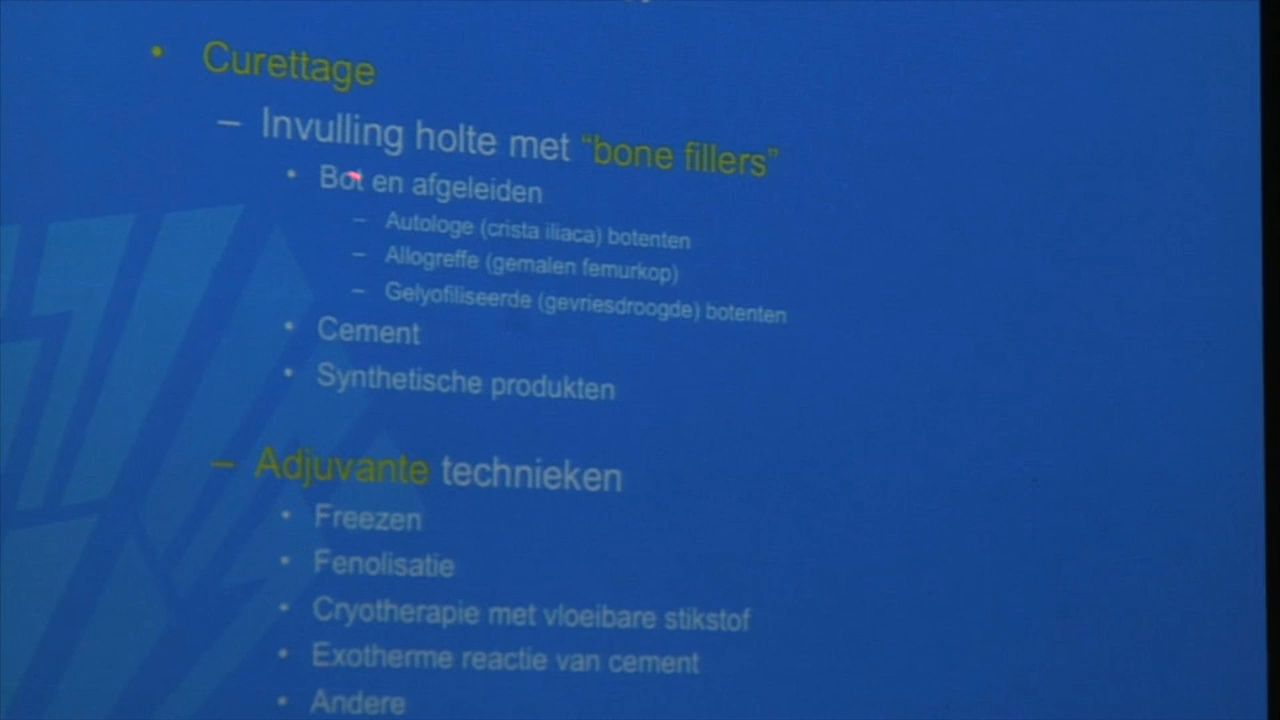 • Curettage
– Invulling holte met “bone fillers”
• Bot en afgeleiden
– Autologe (crista iliaca) botenten
– Allogreffe (gemalen femurkop)
– Gelyofiliseerde (gevriesdroogde) botenten
• Cement
• Synthetische produkten
– Adjuvante technieken
• Freezen
• Fenolisatie
• Cryotherapie met vloeibare stikstof
• Exotherme reactie van cement
• Andere